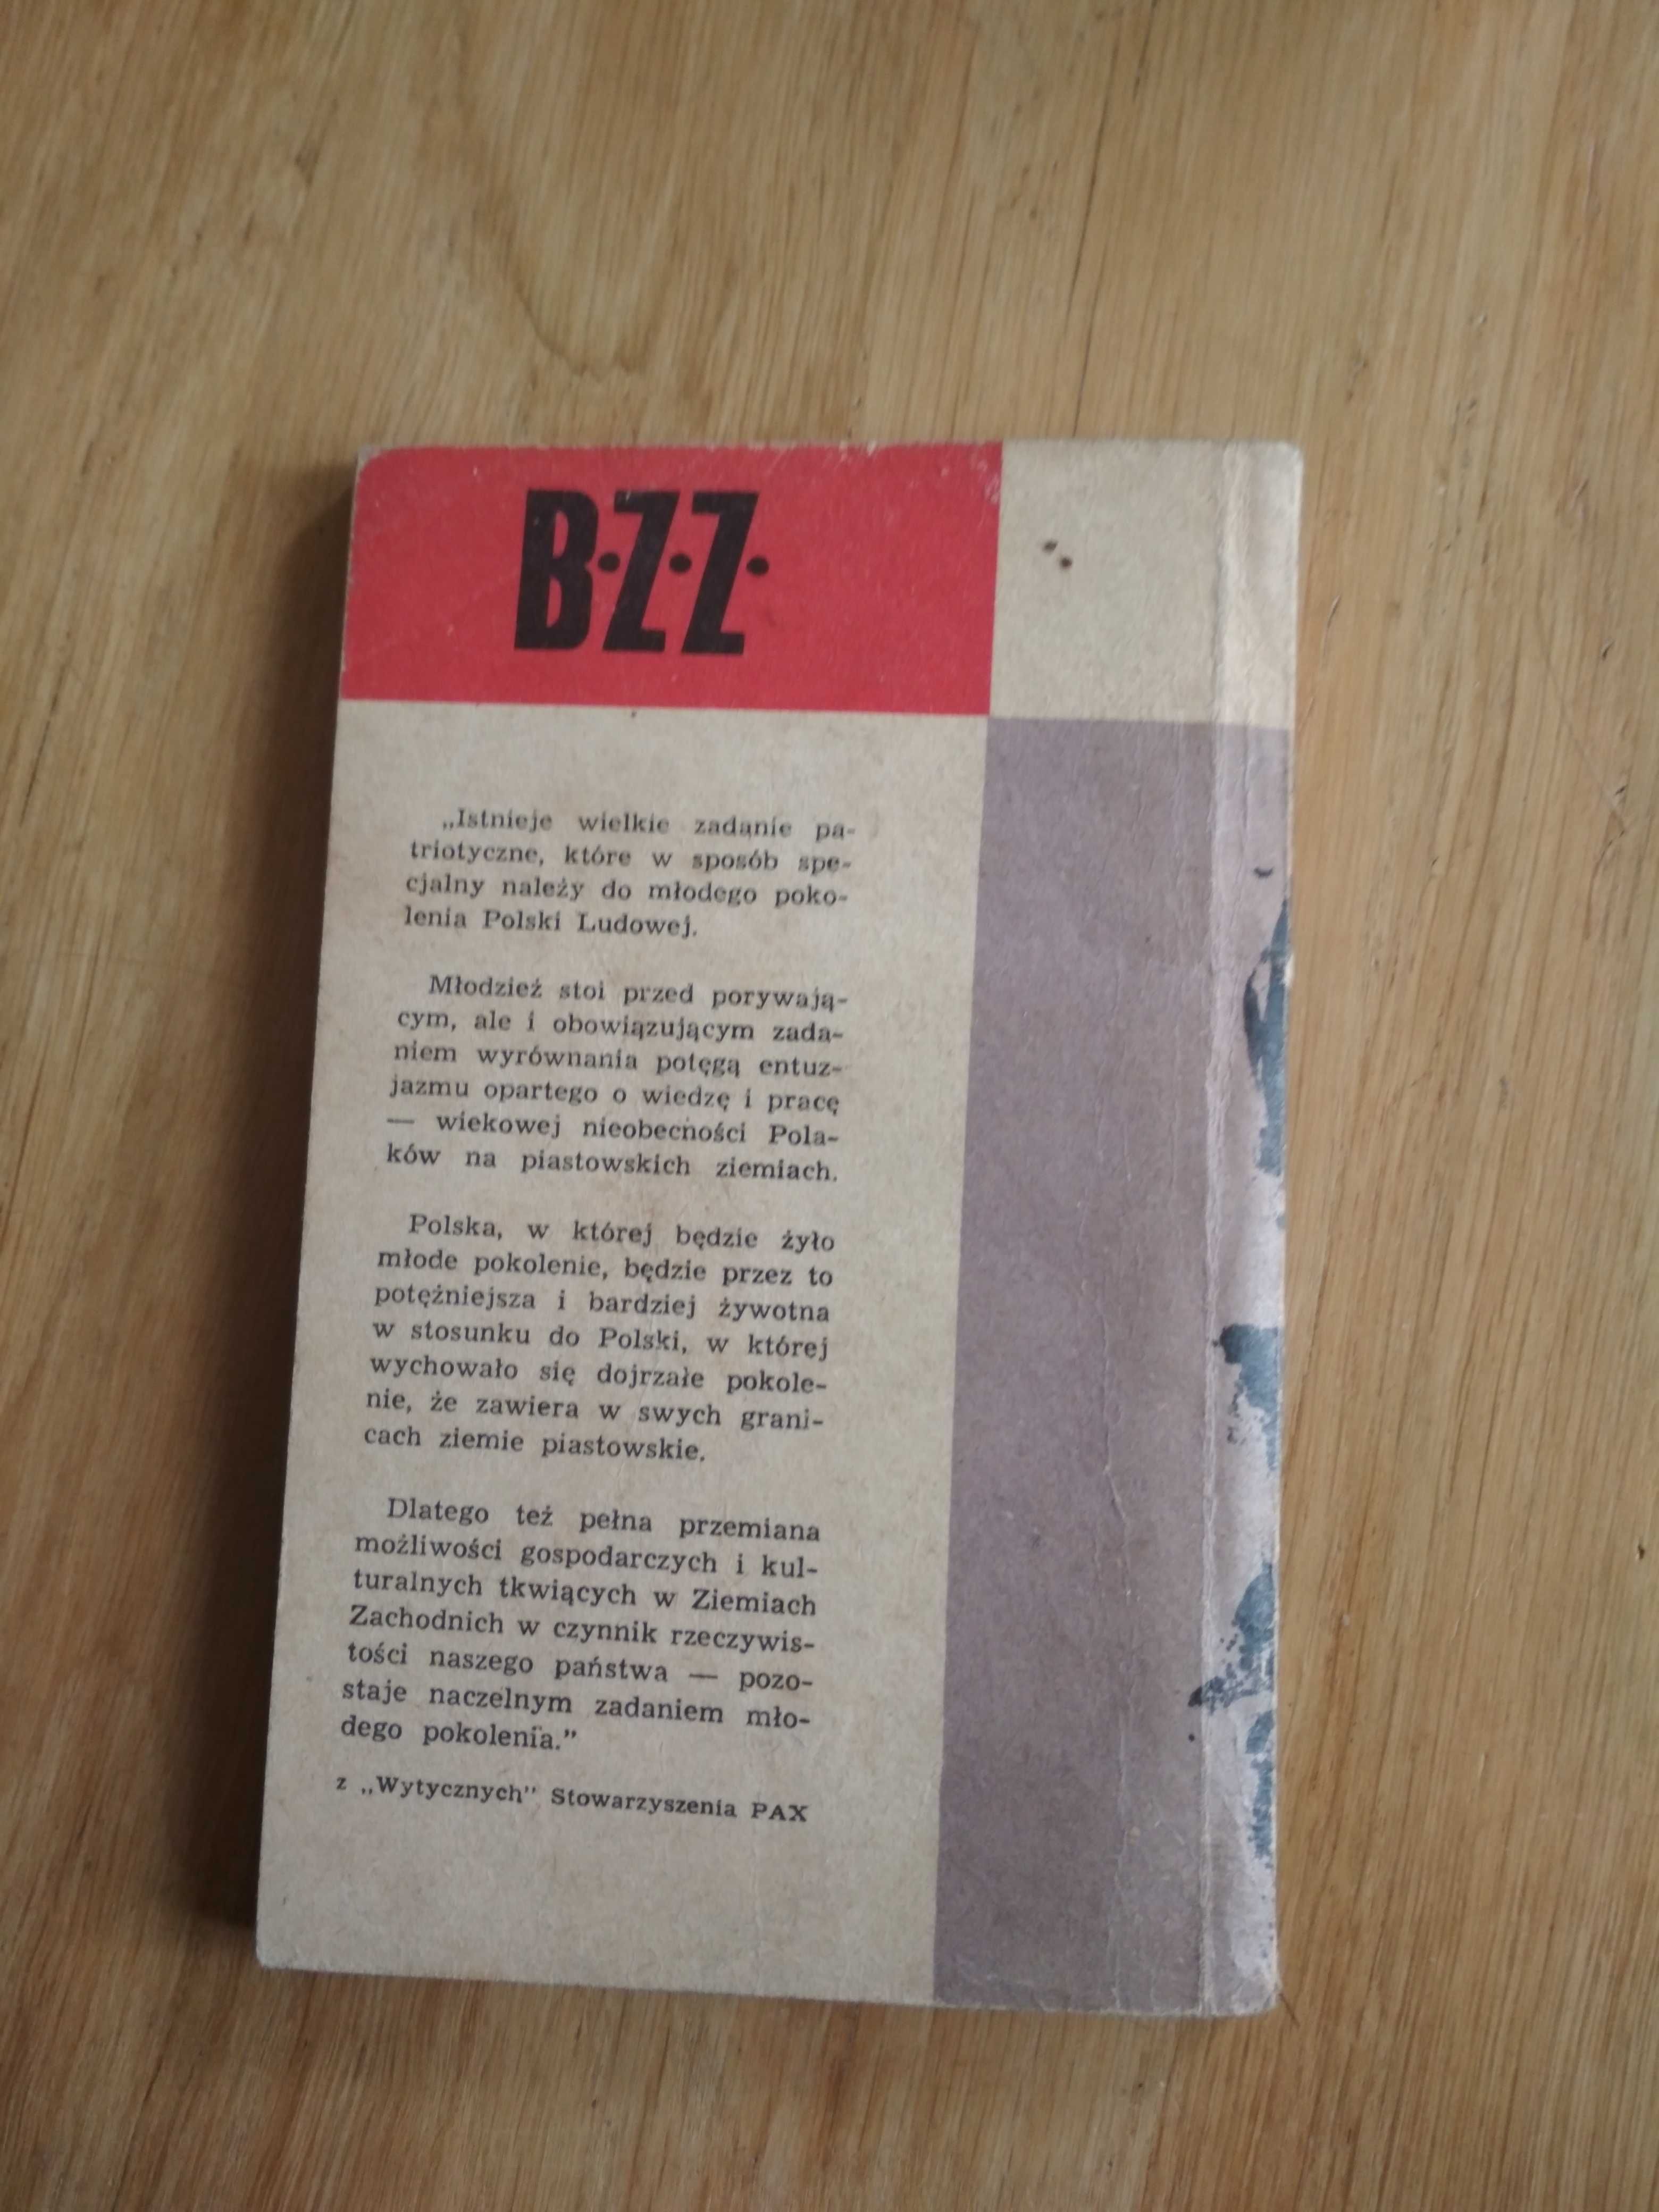 B·Z·Z·
„Istnieje wielkie zadanie pa-
triotyczne, które w sposób spe-
cjalny należy do młodego poko-
lenia Polski Ludowej.
Młodzież stoi przed porywają-
cym, ale i obowiązującym zada-
niem wyrównania potęgą entuz-
jazmu opartego o wiedzę i pracę
— wiekowej nieobecności Pola-
ków na piastowskich ziemiach.
Polska, w której będzie żyło
młode pokolenie, będzie przez to
potężniejsza i bardziej żywotna
w stosunku do Polski, w której
wychowało się dojrzałe pokole-
nie, że zawiera w swych grani-
cach ziemie piastowskie.
Dlatego też pełna przemiana
możliwości gospodarczych i kul-
turalnych tkwiących w Ziemiach
Zachodnich w czynnik rzeczywis-
tości naszego państwa — pozo-
staje naczelnym zadaniem mło-
dego pokolenia.”
z „Wytycznych” Stowarzyszenia PAX